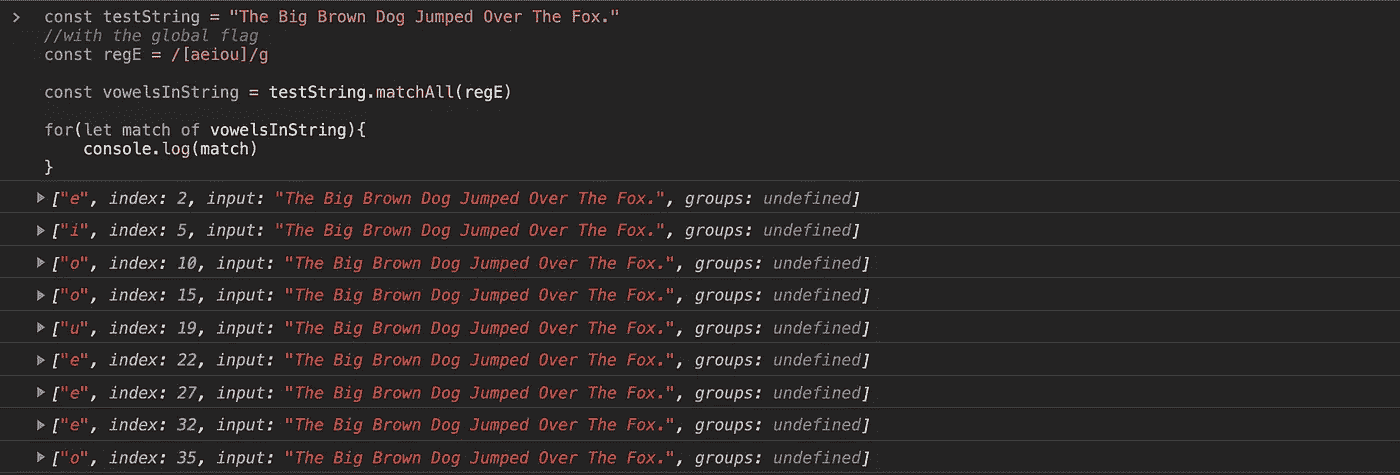 const testString = "The Big Brown Dog Jumped Over The Fox."
//with the global flag
const regE = /[aeiou]/g
const vowelsInString = testString.matchAll(regE)
for(let match of vowelsInString){
console.log(match)
}
["e", index: 2, input: "The Big Brown Dog Jumped Over The Fox.", groups: undefined]
["i", index: 5, input: "The Big Brown Dog Jumped Over The Fox.", groups: undefined]
["o", index: 10, input: "The Big Brown Dog Jumped Over The Fox.", groups: undefined]
["o", index: 15, input: "The Big Brown Dog Jumped Over The Fox.", groups: undefined]
["u", index: 19, input: "The Big Brown Dog Jumped Over The Fox.", groups: undefined]
["e", index: 22, input: "The Big Brown Dog Jumped Over The Fox.", groups: undefined]
["e", index: 27, input: "The Big Brown Dog Jumped Over The Fox.", groups: undefined]
["e", index: 32, input: "The Big Brown Dog Jumped Over The Fox.", groups: undefined]
["o", index: 35, input: "The Big Brown Dog Jumped Over The Fox.", groups: undefined]